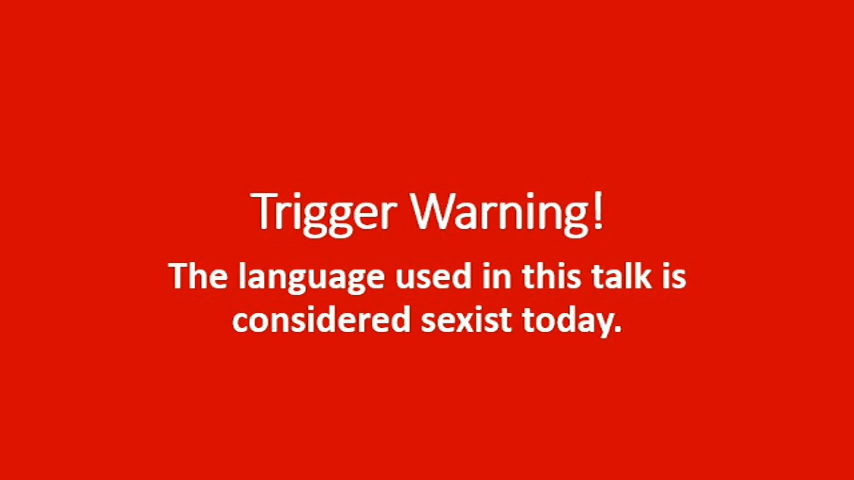 Trigger Warning!
The language used in this talk is
considered sexist today.